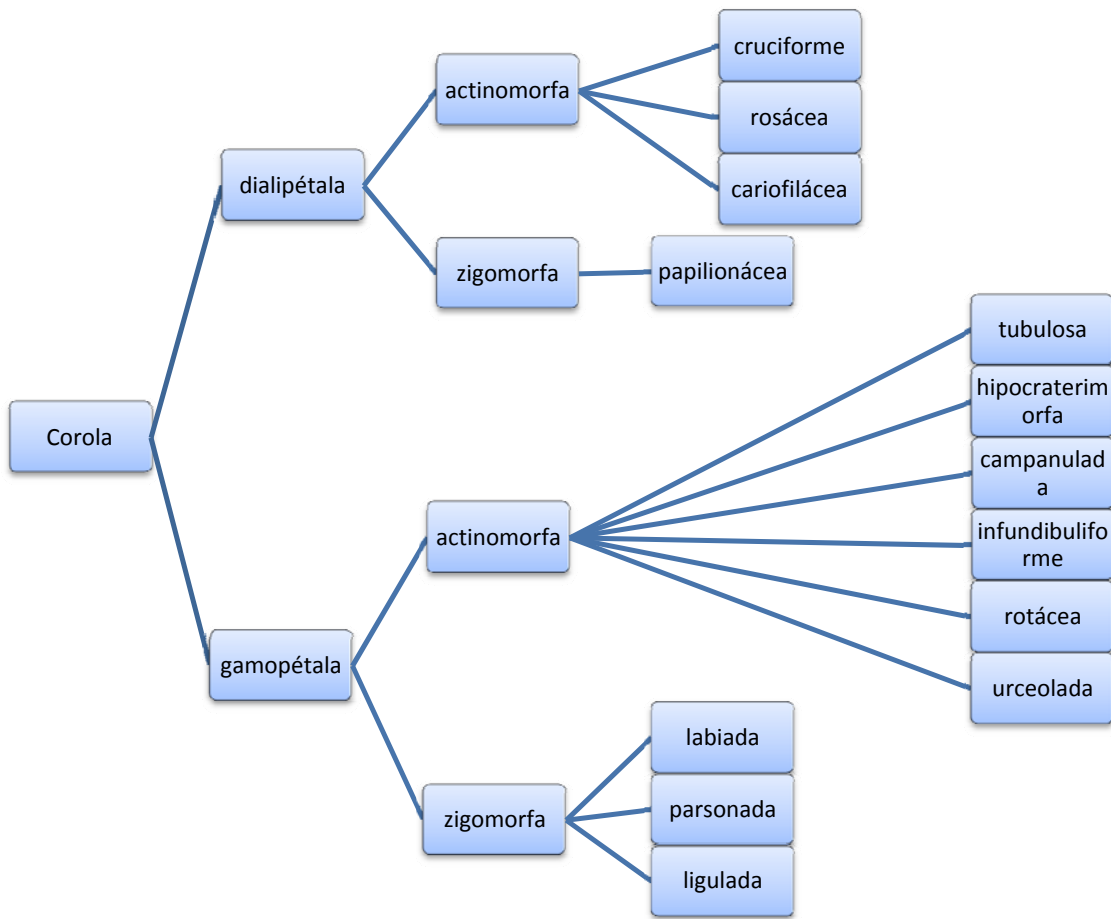 cruciforme
actinomorfa
rosácea
dialipétala
cariofilácea
zigomorfa
papilionácea
tubulosa
hipocraterim
orfa
Corola
campanulad
a
actinomorfa
infundibulifo
rme
rotácea
gamopétala
urceolada
labiada
zigomorfa
parsonada
ligulada